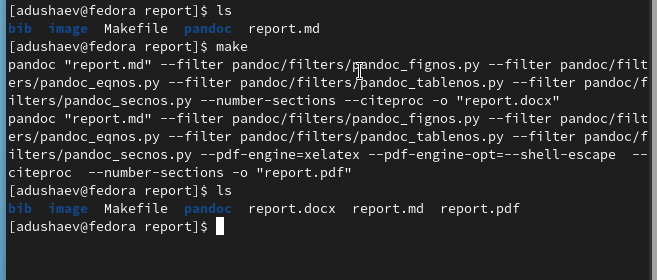 [adushaev@fedora report]$ ls
bib  image  Makefile  pandoc  report.md
[adushaev@fedora report]$ make
pandoc "report.md" --filter pandoc/filters/pandoc_fignos.py --filter pandoc/filt
ers/pandoc_eqnos.py --filter pandoc/filters/pandoc_tablenos.py --filter pandoc/f
ilters/pandoc_secnos.py --number-sections --citeproc -o "report.docx"
pandoc "report.md" --filter pandoc/filters/pandoc_fignos.py --filter pandoc/filt
ers/pandoc_eqnos.py --filter pandoc/filters/pandoc_tablenos.py --filter pandoc/f
ilters/pandoc_secnos.py --pdf-engine=xelatex --pdf-engine-opt=--shell-escape  --
citeproc  --number-sections -o "report.pdf"
[adushaev@fedora report]$ ls
bib  image  Makefile  pandoc  report.docx  report.md  report.pdf
[adushaev@fedora report]$